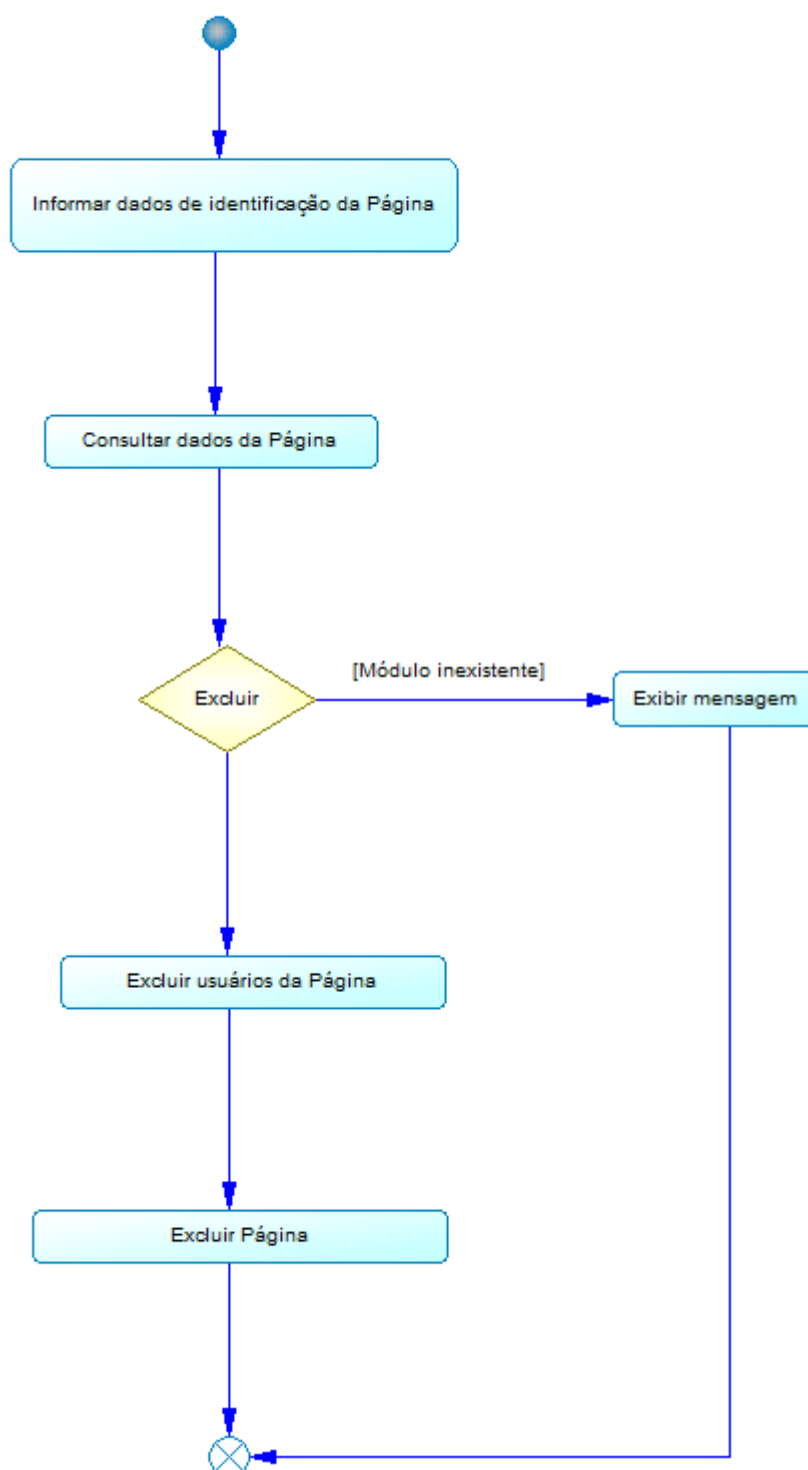 Informar dados de identificação da Página
Consultar dados da Página
Excluir
[Módulo inexistente]
Exibir mensagem
Excluir usuários da Página
Excluir Página